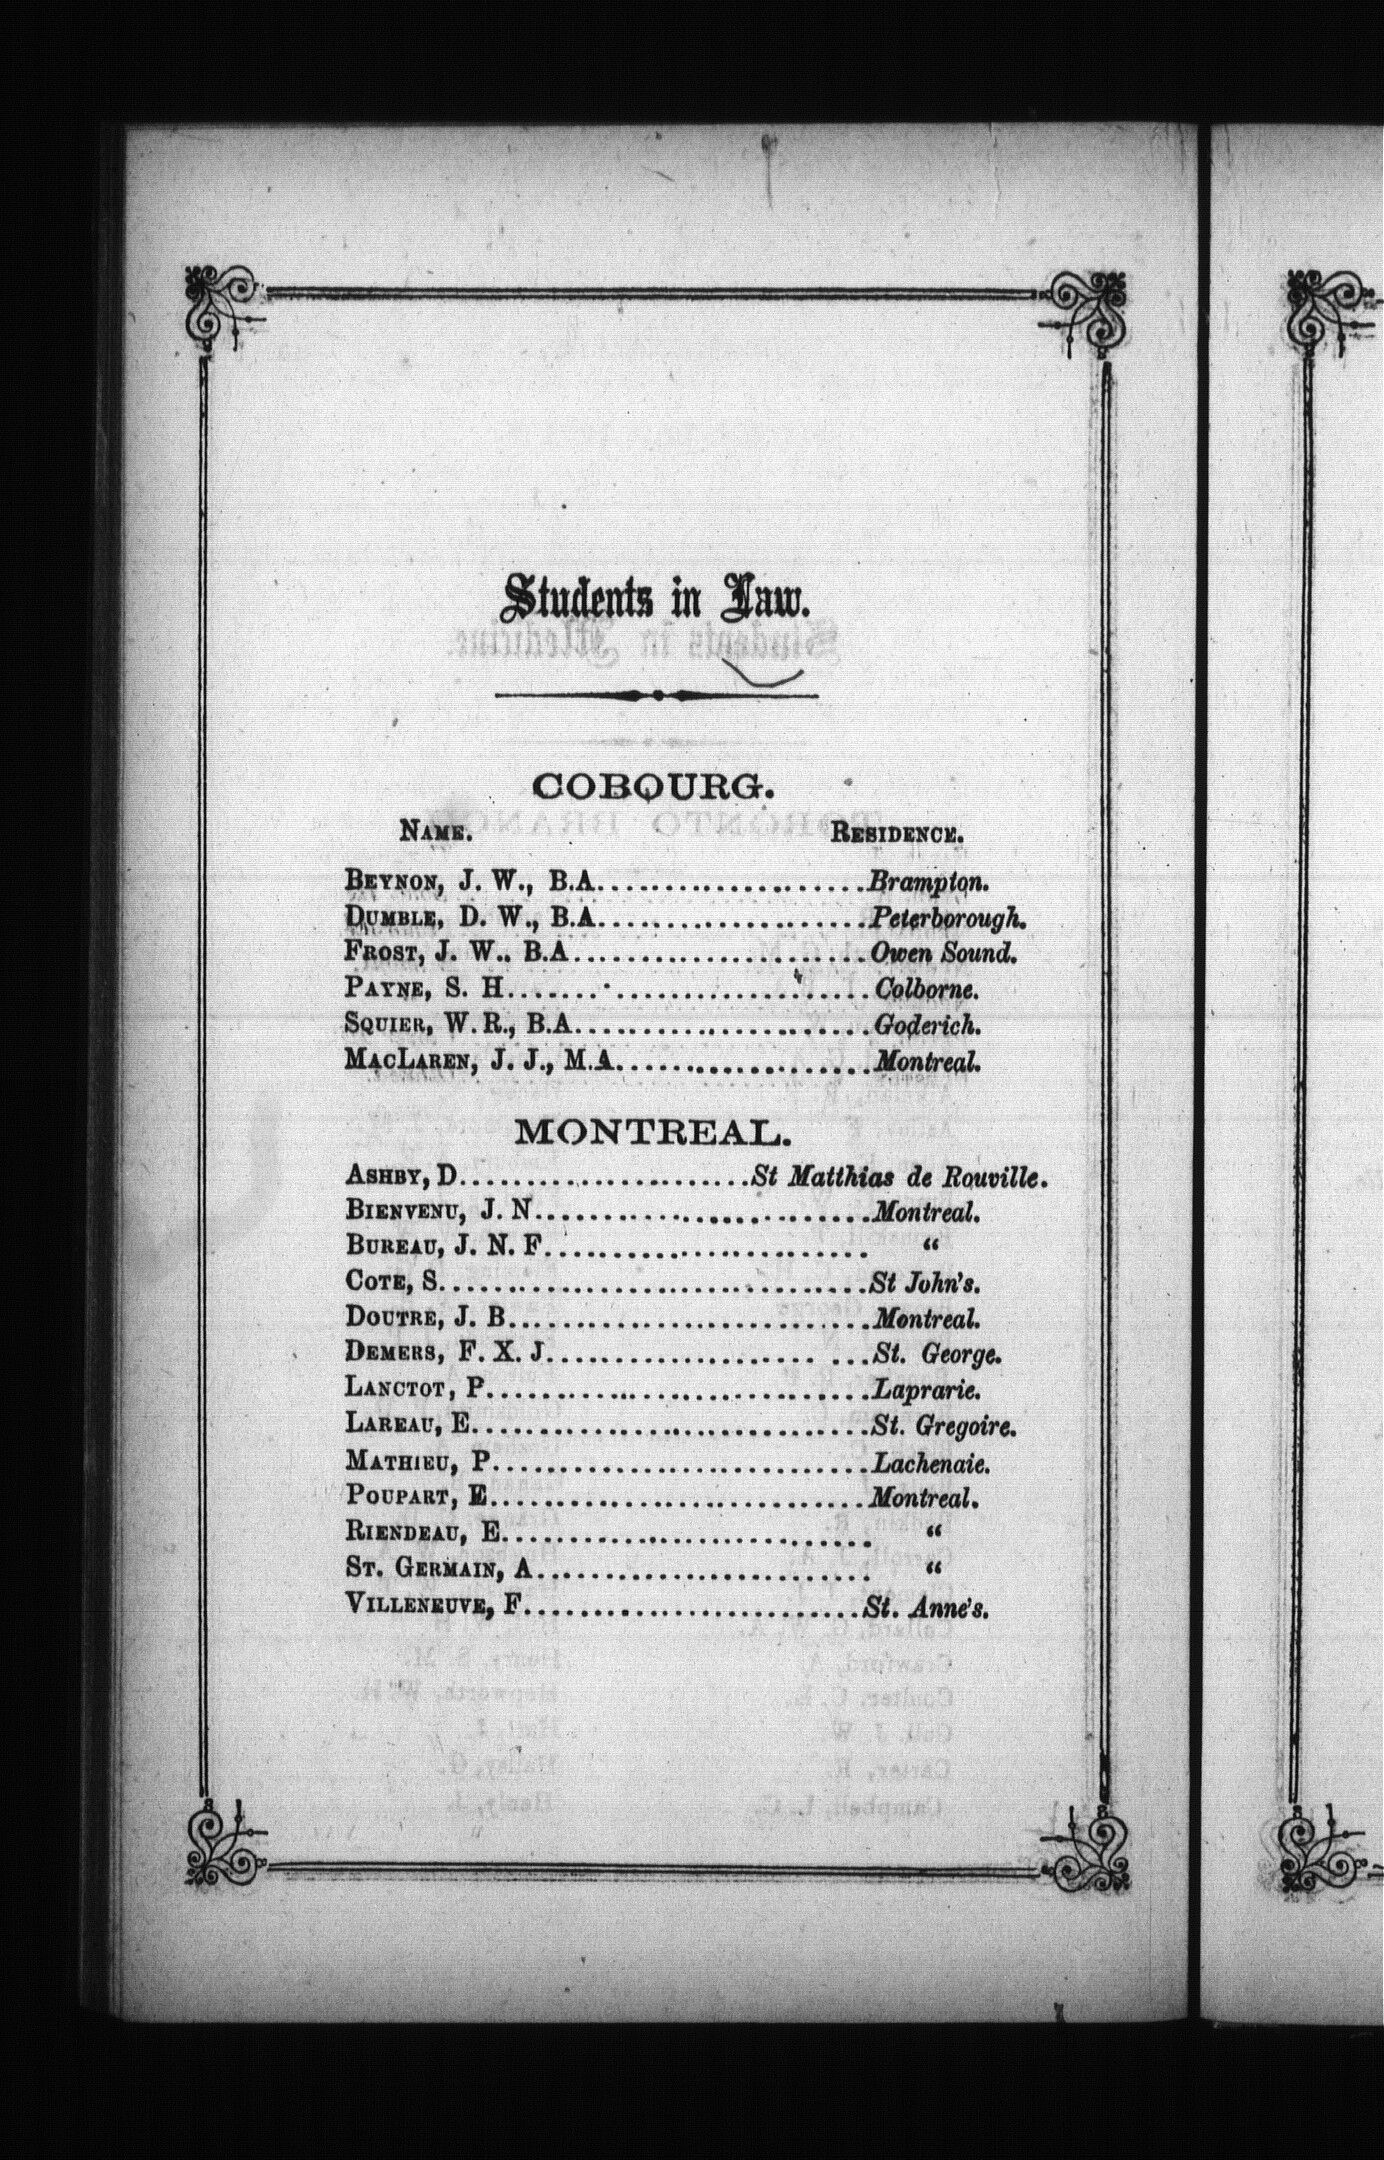 Students in Law.
COBOURG.
NAME. RESIDENCE.
BEYNON, J. W., B.A....................Brampton.
DUMBLE, D. W., B.A....................Peterborough.
FROST, J. W.. B.A......................Owen Sound.
PAYNE, S. H...........................Colborne.
SQUIER, W. R., B.A......................Goderich.
MACLAREN, J. J., M.A...................Montreal.
MONTREAL.
ASHBY, D......................St Matthias de Rouville.
BIENVENU, J. N.........................Montreal.
BUREAU, J. N. F........................ “
COTE, S................................St John's.
DOUTRE, J. B...........................Montreal.
DEMERS, F. X. J.................... ...St. George.
LANCTOT, P.............................Laprarie.
LAREAU, E..............................St. Gregoire.
MATHIEU, P............................Lachenaie.
POUPART, E............................Montreal.
RIENDEAU, E........................... “
ST. GERMAIN, A......................... “
VILLENEUVE, F.........................St. Anne's.